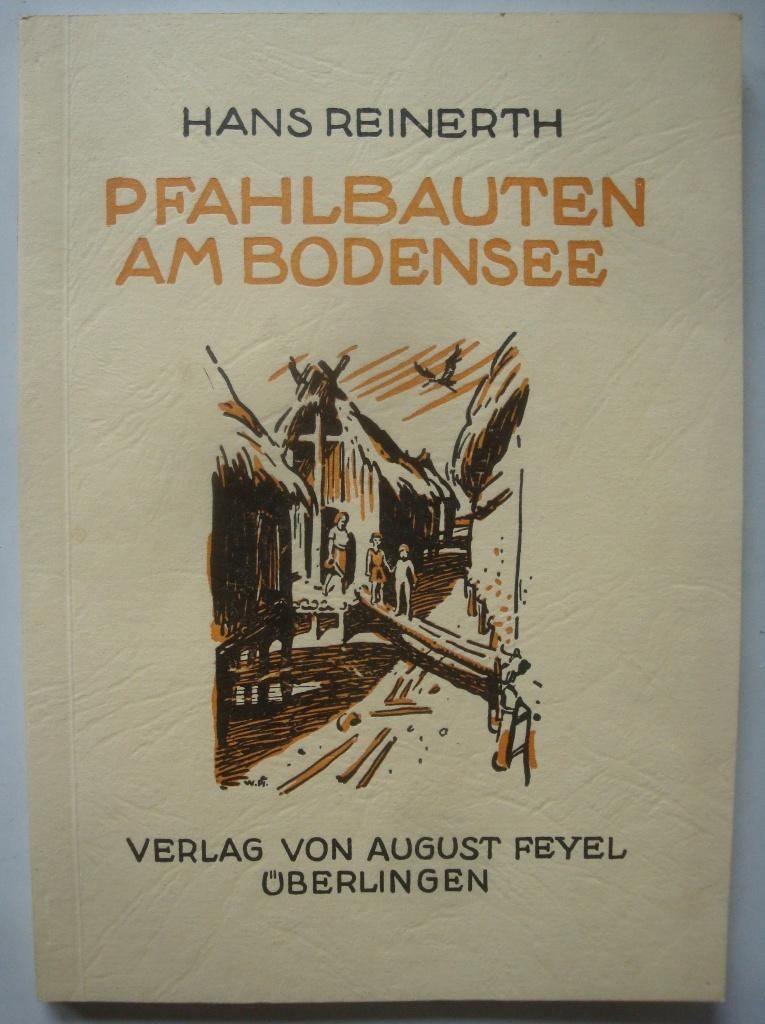 HANS REINERTH
PFAHLBAUTEN
AM BODENSEE
VERLAG VON AUGUST FEYEL
ÜBERLINGEN